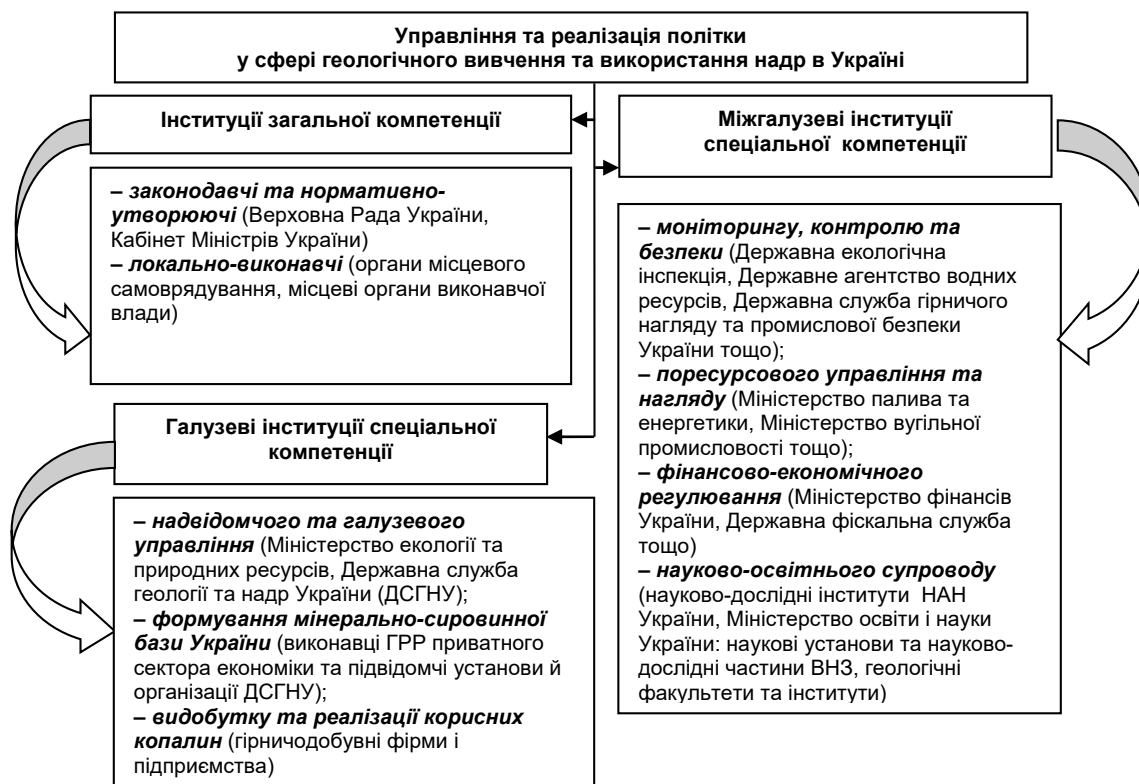 Управління та реалізація політки
у сфері геологічного вивчення та використання надр в Україні
Інституції загальної компетенції
– законодавчі та нормативно-
утворюючі (Верховна Рада України,
Кабінет Міністрів України)
– локально-виконавчі (органи місцевого
самоврядування, місцеві органи виконавчої
влади)
Міжгалузеві інституції
спеціальної компетенції
– моніторингу, контролю та
безпеки (Державна екологічна
інспекція, Державне агентство водних
ресурсів, Державна служба гірничого
нагляду та промислової безпеки
України тощо);
– поресурсового управління та
нагляду (Міністерство палива та
енергетики, Міністерство вугільної
промисловості тощо);
– фінансово-економічного
регулювання (Міністерство фінансів
України, Державна фіскальна служба
тощо)
– науково-освітнього супроводу
(науково-дослідні інститути НАН
України, Міністерство освіти і науки
України: наукові установи та науково-
дослідні частини ВНЗ, геологічні
факультети та інститути)
Галузеві інституції спеціальної
компетенції
– надвідомчого та галузевого
управління (Міністерство екології та
природних ресурсів, Державна служба
геології та надр України (ДСГНУ);
– формування мінерально-сировинної
бази України (виконавці ГРР приватного
сектора економіки та підвідомчі установи й
організації ДСГНУ);
– видобутку та реалізації корисних
копалин (гірничодобувні фірми і
підприємства)